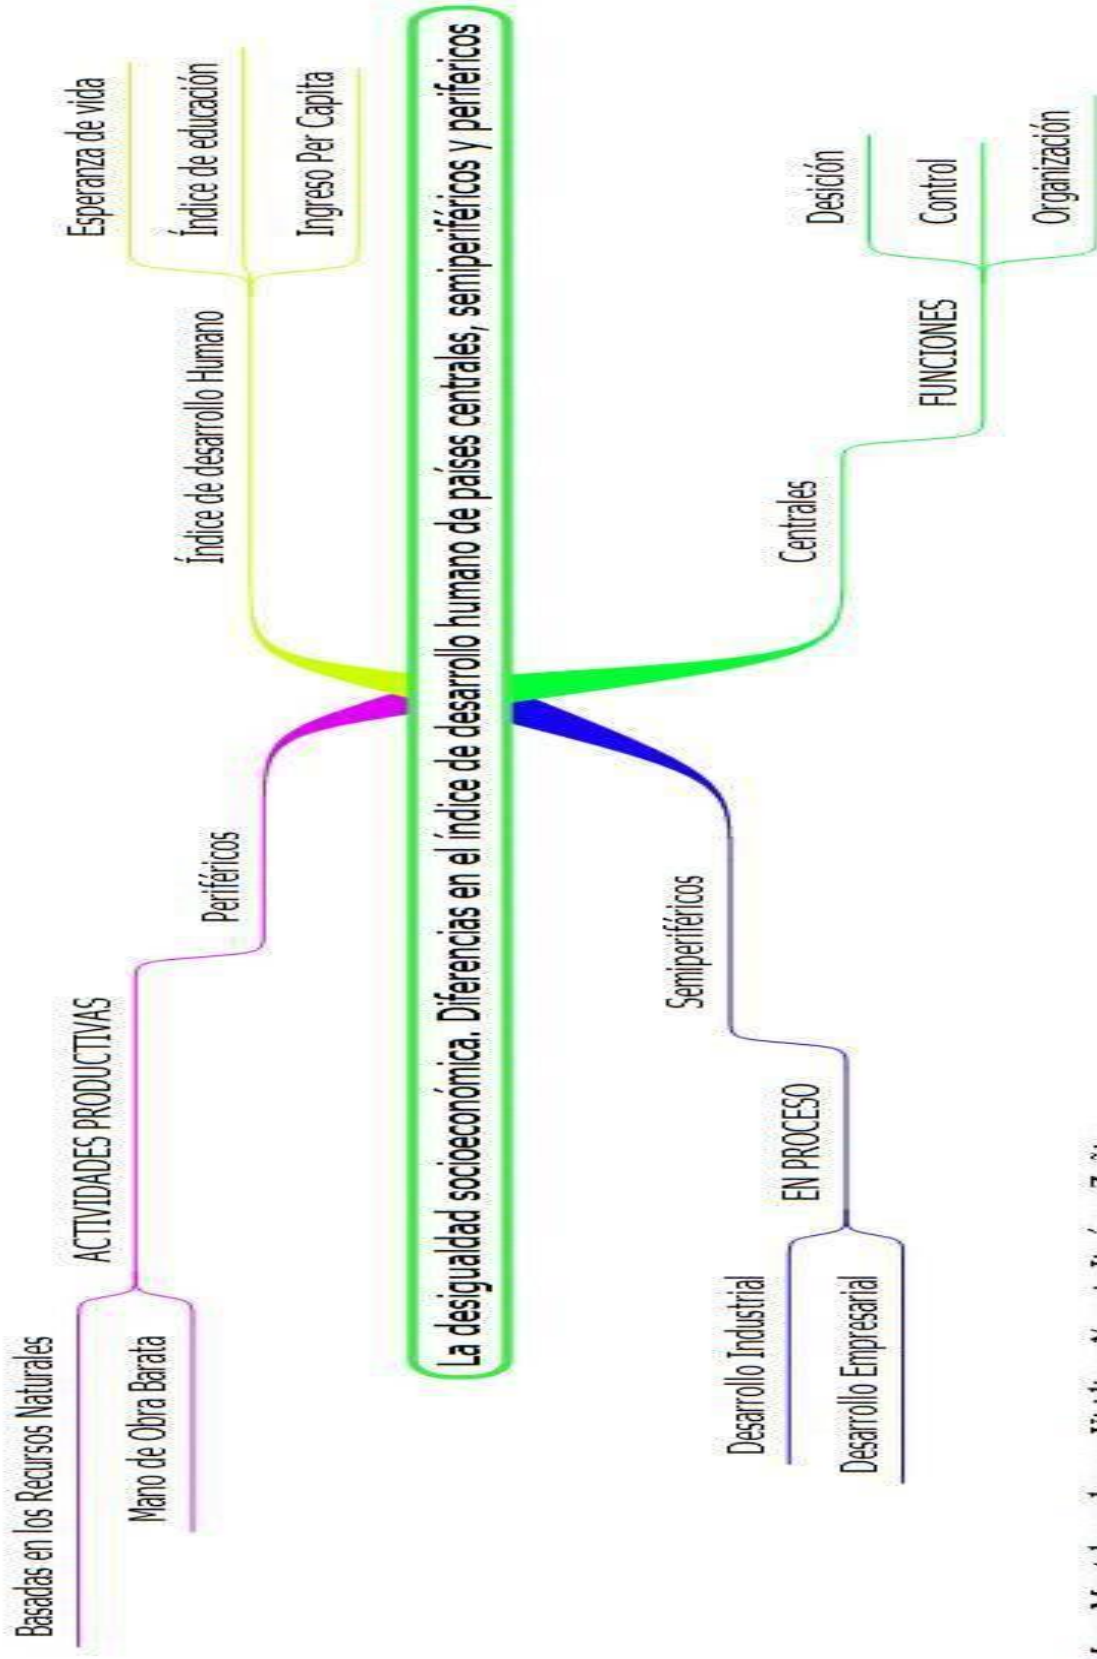 Basadas en los Recursos Naturales
Mano de Obra Barata
ACTIVIDADES PRODUCTIVAS
Periféricos
Índice de desarrollo Humano
Esperanza de vida
Índice de educación
Ingreso Per Capita
La desigualdad socioeconómica. Diferencias en el índice de desarrollo humano de países centrales, semiperiféricos y periféricos
Desarrollo Industrial
Desarrollo Empresarial
EN PROCESO
Semiperiféricos
Centrales
FUNCIONES
Desición
Control
Organización